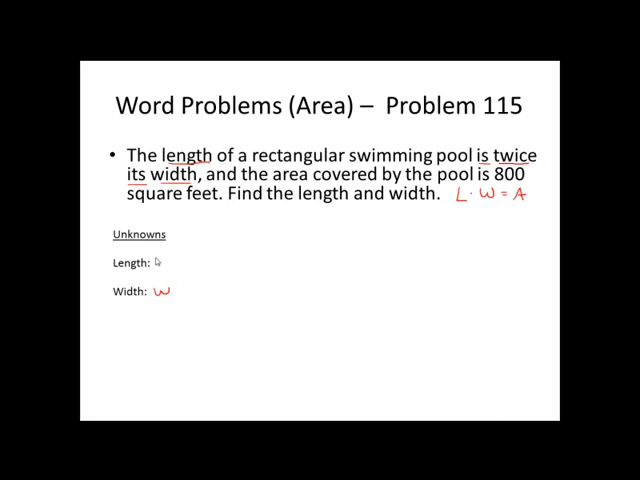 Word Problems (Area) – Problem 115
• The length of a rectangular swimming pool is twice
its width, and the area covered by the pool is 800
square feet. Find the length and width. L · W = A
Unknowns
Length:
Width: W